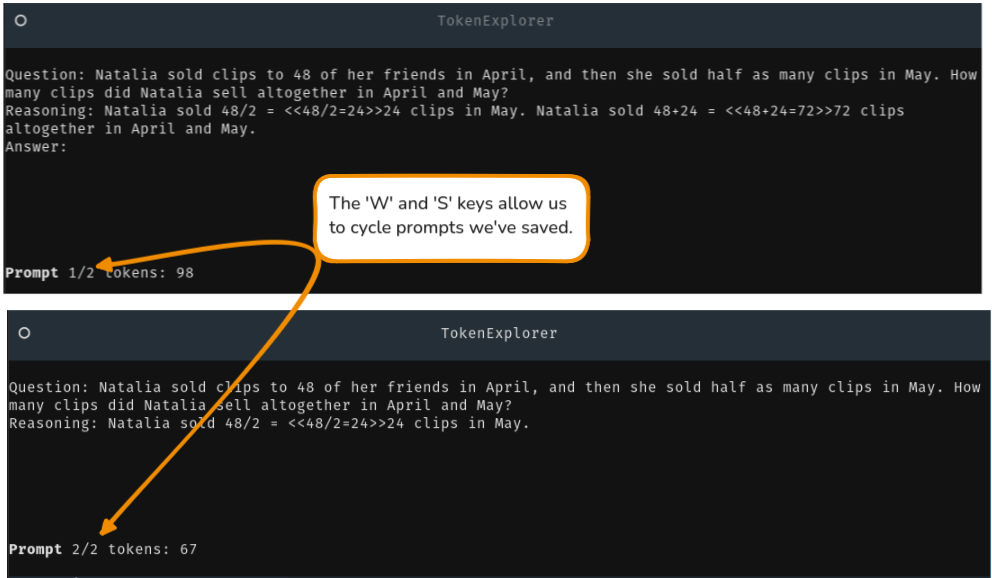 TokenExplorer
Question: Natalia sold clips to 48 of her friends in April, and then she sold half as many clips in May. How
many clips did Natalia sell altogether in April and May?
Reasoning: Natalia sold 48/2 = <<48/2=24>>24 clips in May. Natalia sold 48+24 = <<48+24=72>>72 clips
altogether in April and May.
Answer:
The 'W' and 'S' keys allow us
to cycle prompts we've saved.
Prompt 1/2 tokens: 98
TokenExplorer
Question: Natalia sold clips to 48 of her friends in April, and then she sold half as many clips in May. How
many clips did Natalia sell altogether in April and May?
Reasoning: Natalia sold 48/2 = <<48/2=24>>24 clips in May.
Prompt 2/2 tokens: 67